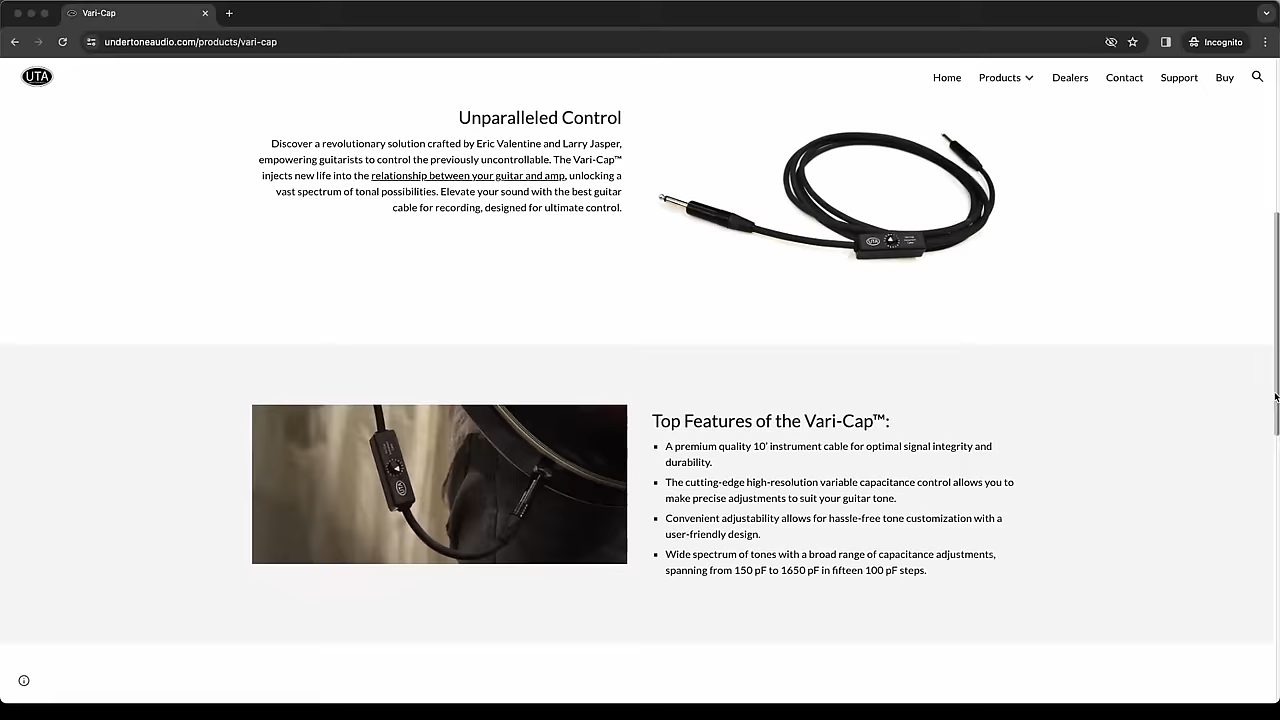 Vari-Cap
undertoneaudio.com/products/vari-cap
Incognito
UTA
Home
Products
Dealers
Contact
Support
Buy
Unparalleled Control
Discover a revolutionary solution crafted by Eric Valentine and Larry Jasper,
empowering guitarists to control the previously uncontrollable. The Vari-Cap™
injects new life into the relationship between your guitar and amp, unlocking a
vast spectrum of tonal possibilities. Elevate your sound with the best guitar
cable for recording, designed for ultimate control.
UTA
Top Features of the Vari-Cap™:
A premium quality 10' instrument cable for optimal signal integrity and
durability.
The cutting-edge high-resolution variable capacitance control allows you to
make precise adjustments to suit your guitar tone.
Convenient adjustability allows for hassle-free tone customization with a
user-friendly design.
Wide spectrum of tones with a broad range of capacitance adjustments,
spanning from 150 pF to 1650 pF in fifteen 100 pF steps.
UTA